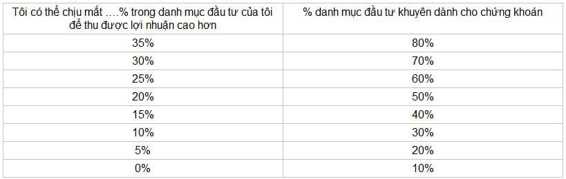 Tôi có thể chịu mất ….% trong danh mục đầu tư của tôi
để thu được lợi nhuận cao hơn
% danh mục đầu tư khuyên dành cho chứng khoán
35% 80%
30% 70%
25% 60%
20% 50%
15% 40%
10% 30%
5% 20%
0% 10%